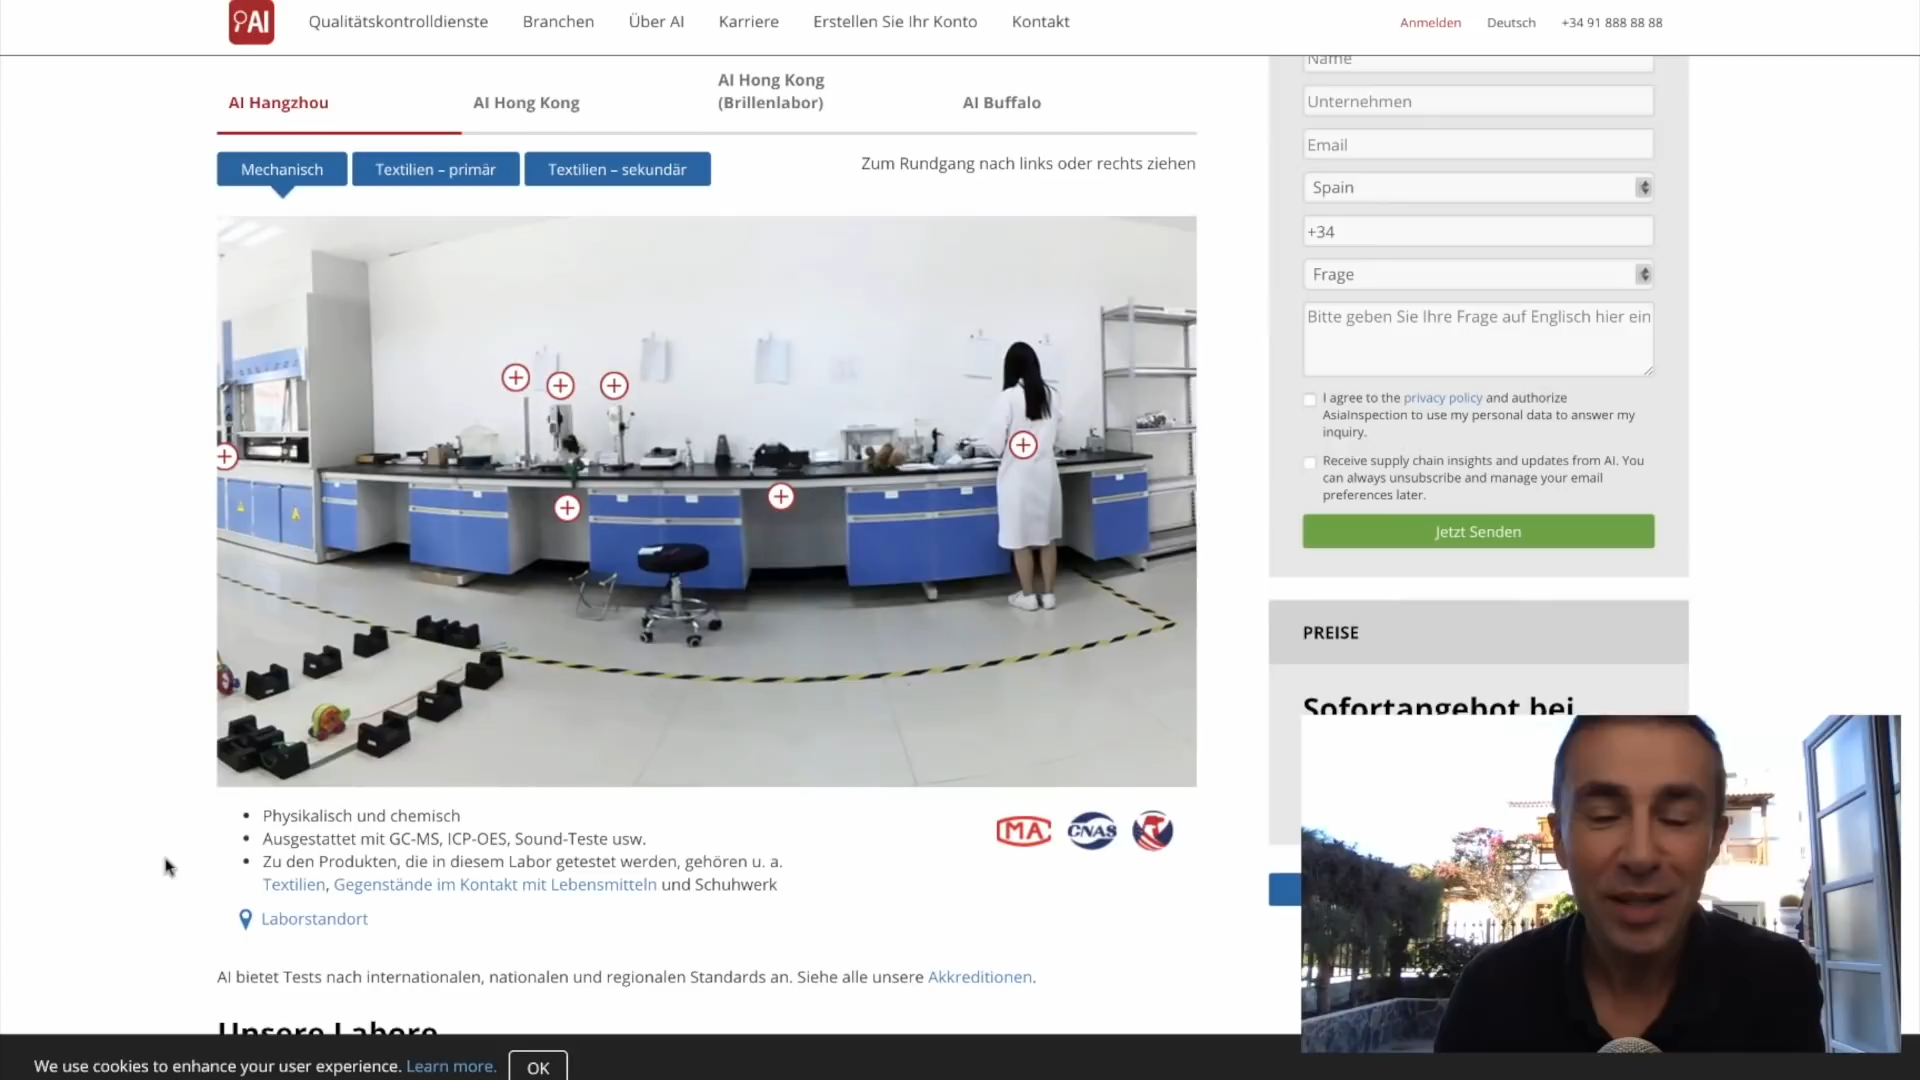 AI
Qualitätskontrolldienste
Branchen
Über AI
Karriere
Erstellen Sie Ihr Konto
Kontakt
Anmelden
Deutsch
+34 91 888 88 88
AI Hangzhou
AI Hong Kong
AI Hong Kong
(Brillenlabor)
AI Buffalo
Mechanisch
Textilien – primär
Textilien – sekundär
Zum Rundgang nach links oder rechts ziehen
Physikalisch und chemisch
Ausgestattet mit GC-MS, ICP-OES, Sound-Teste usw.
Zu den Produkten, die in diesem Labor getestet werden, gehören u. a.
Textilien, Gegenstände im Kontakt mit Lebensmitteln und Schuhwerk
MA
CNAS
Laborstandort
AI bietet Tests nach internationalen, nationalen und regionalen Standards an. Siehe alle unsere Akkreditionen.
Unsere Labore
Name
Unternehmen
Email
Spain
+34
Frage
Bitte geben Sie Ihre Frage auf Englisch hier ein
I agree to the privacy policy and authorize
AsiaInspection to use my personal data to answer my
inquiry.
Receive supply chain insights and updates from AI. You
can always unsubscribe and manage your email
preferences later.
Jetzt Senden
PREISE
Sofortangebot bei
We use cookies to enhance your user experience. Learn more.
OK